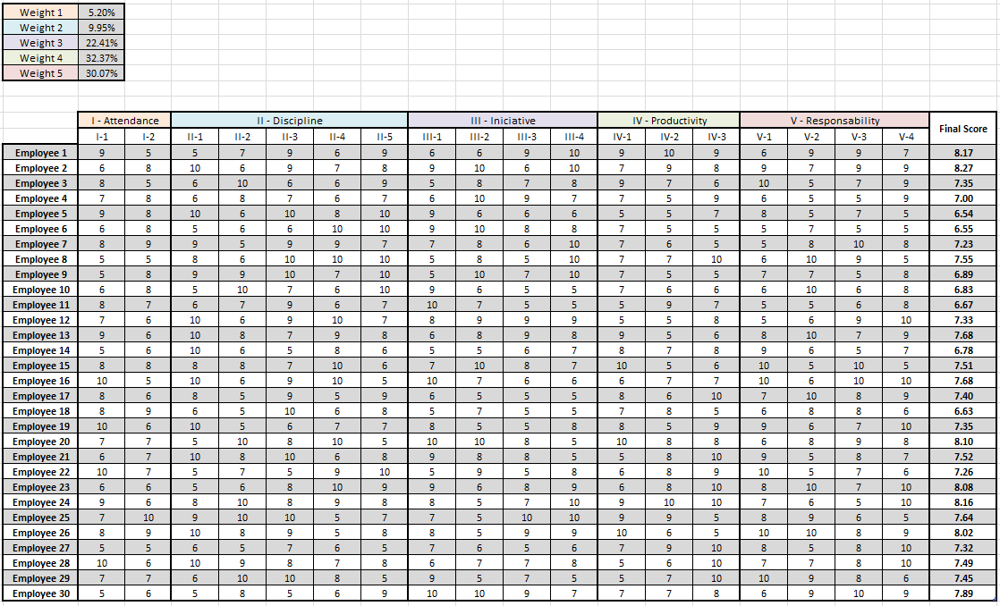 Weight 1 5.20%
Weight 2 9.95%
Weight 3 22.41%
Weight 4 32.37%
Weight 5 30.07%
I - Attendance II - Discipline III - Iniciative IV - Productivity V - Responsability Final Score
I-1 I-2 II-1 II-2 II-3 II-4 II-5 III-1 III-2 III-3 III-4 IV-1 IV-2 IV-3 V-1 V-2 V-3 V-4
Employee 1 9 5 5 7 9 6 9 6 6 9 10 9 10 9 6 9 9 7 8.17
Employee 2 6 8 10 6 9 7 8 9 10 6 10 7 9 8 9 7 9 9 8.27
Employee 3 8 5 6 10 6 6 9 5 8 7 8 9 7 6 10 5 7 9 7.35
Employee 4 7 8 6 8 7 6 7 6 10 9 7 7 5 9 6 5 5 9 7.00
Employee 5 9 8 10 6 10 8 10 9 6 6 6 5 5 7 8 5 7 5 6.54
Employee 6 6 8 5 6 6 10 10 9 10 8 8 7 5 5 5 7 5 5 6.55
Employee 7 8 9 9 5 9 9 7 7 8 6 10 7 6 5 5 8 10 8 7.23
Employee 8 5 5 8 6 10 10 10 5 8 5 10 7 7 10 6 10 9 5 7.55
Employee 9 5 8 9 9 10 7 10 5 10 7 10 7 5 5 7 7 5 8 6.89
Employee 10 6 8 5 10 7 6 10 9 6 5 5 7 6 6 6 10 6 8 6.83
Employee 11 8 7 6 7 9 6 7 10 7 5 5 5 9 7 5 5 6 8 6.67
Employee 12 7 6 10 6 9 10 7 8 9 9 9 5 5 8 5 6 9 10 7.33
Employee 13 9 6 10 8 7 9 8 6 8 9 8 9 5 6 8 10 7 9 7.68
Employee 14 5 6 10 6 5 8 6 5 5 6 7 8 7 8 9 6 5 7 6.78
Employee 15 8 8 8 8 7 10 6 7 10 8 7 10 5 6 10 5 10 5 7.51
Employee 16 10 5 10 6 9 10 5 10 7 6 6 6 7 7 10 6 10 10 7.68
Employee 17 8 6 8 5 9 5 9 6 5 5 5 8 6 10 7 10 8 9 7.40
Employee 18 8 9 6 5 10 6 8 5 7 5 5 7 8 5 6 8 8 6 6.63
Employee 19 10 6 10 5 6 7 7 8 5 5 8 8 5 9 9 6 7 10 7.35
Employee 20 7 7 5 10 8 10 5 10 10 8 5 10 8 8 6 8 9 8 8.10
Employee 21 6 7 10 8 10 6 8 9 8 8 5 5 8 10 9 5 8 7 7.52
Employee 22 10 7 5 7 5 9 10 5 9 5 8 6 8 9 10 5 7 6 7.26
Employee 23 6 6 5 6 8 10 9 9 6 8 9 6 8 10 8 10 7 10 8.08
Employee 24 9 6 8 10 8 9 8 8 5 7 10 9 10 10 7 6 5 10 8.16
Employee 25 7 10 9 10 10 5 7 7 5 10 10 9 9 5 8 9 6 5 7.64
Employee 26 8 9 10 8 9 5 8 8 5 9 9 10 6 5 10 10 8 9 8.02
Employee 27 5 5 6 5 7 6 5 7 6 5 6 7 9 10 8 5 8 10 7.32
Employee 28 10 6 10 9 8 7 8 6 7 7 8 5 6 10 7 7 8 10 7.49
Employee 29 7 7 6 10 10 8 5 9 5 7 5 5 7 10 10 9 8 6 7.45
Employee 30 5 6 5 8 5 6 9 10 10 9 7 7 7 8 6 9 10 9 7.89